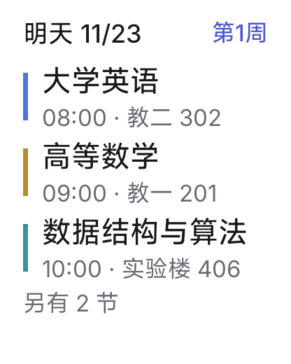 明天 11/23 第1周
大学英语
08:00 · 教二 302
高等数学
09:00 · 教一 201
数据结构与算法
10:00 · 实验楼 406
另有 2 节